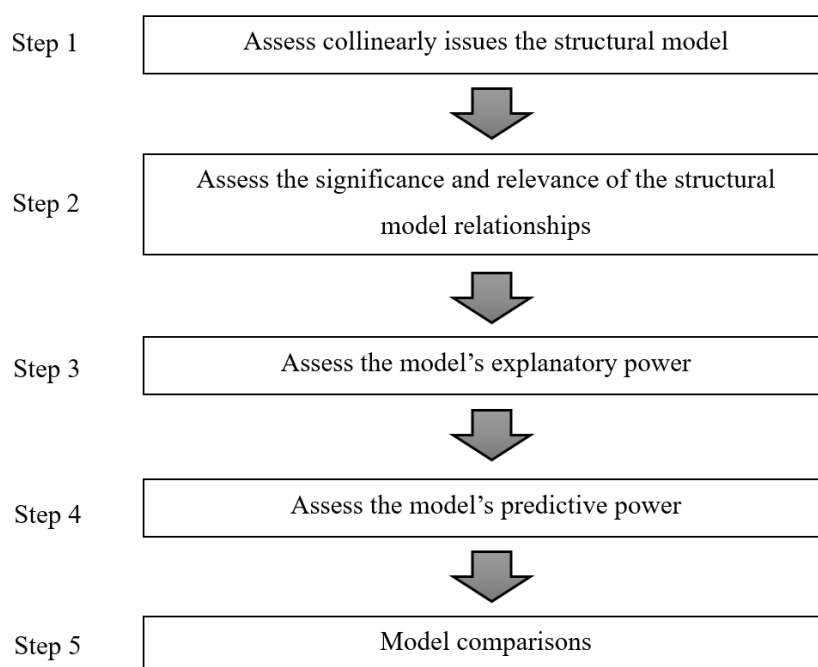 Step 1
Assess collinearly issues the structural model
Step 2
Assess the significance and relevance of the structural
model relationships
Step 3
Assess the model’s explanatory power
Step 4
Assess the model’s predictive power
Step 5
Model comparisons